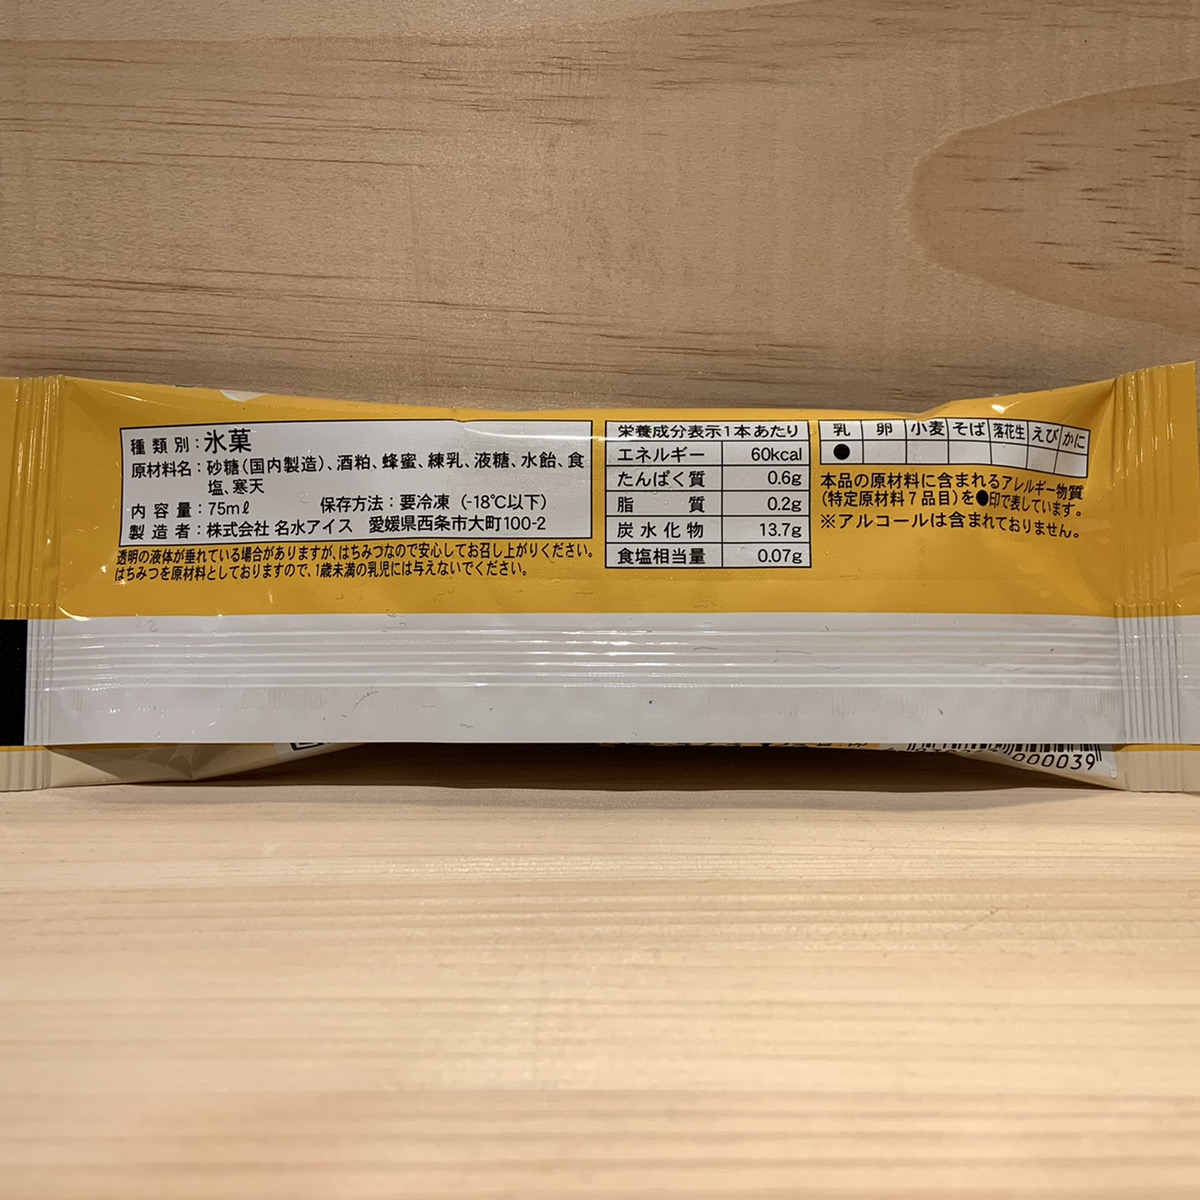 種類別:氷菓
原材料名:砂糖(国内製造)、酒粕、蜂蜜、練乳、液糖、水飴、食
塩、寒天
内容量:75mℓ 保存方法:要冷凍(-18℃以下)
製造者:株式会社 名水アイス 愛媛県西条市大町100-2
透明の液体が垂れている場合がありますが、はちみつなので安心してお召し上がりください。
はちみつを原材料としておりますので、1歳未満の乳児には与えないでください。
栄養成分表示1本あたり
エネルギー 60kcal
たんぱく質 0.6g
脂質 0.2g
炭水化物 13.7g
食塩相当量 0.07g
乳 卵 小麦 そば 落花生 えび かに
●
本品の原材料に含まれるアレルギー物質
(特定原材料7品目)を●印で表しています。
※アルコールは含まれておりません。
000039